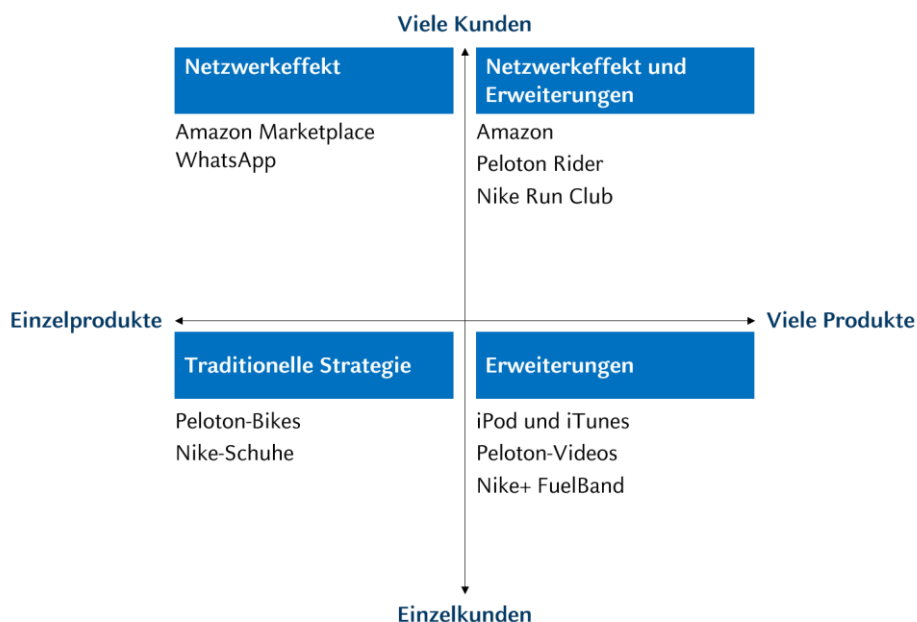 Viele Kunden
Netzwerkeffekt
Netzwerkeffekt und
Erweiterungen
Amazon Marketplace
WhatsApp
Amazon
Peloton Rider
Nike Run Club
Einzelprodukte
Viele Produkte
Traditionelle Strategie
Erweiterungen
Peloton-Bikes
Nike-Schuhe
iPod und iTunes
Peloton-Videos
Nike+ FuelBand
Einzelkunden